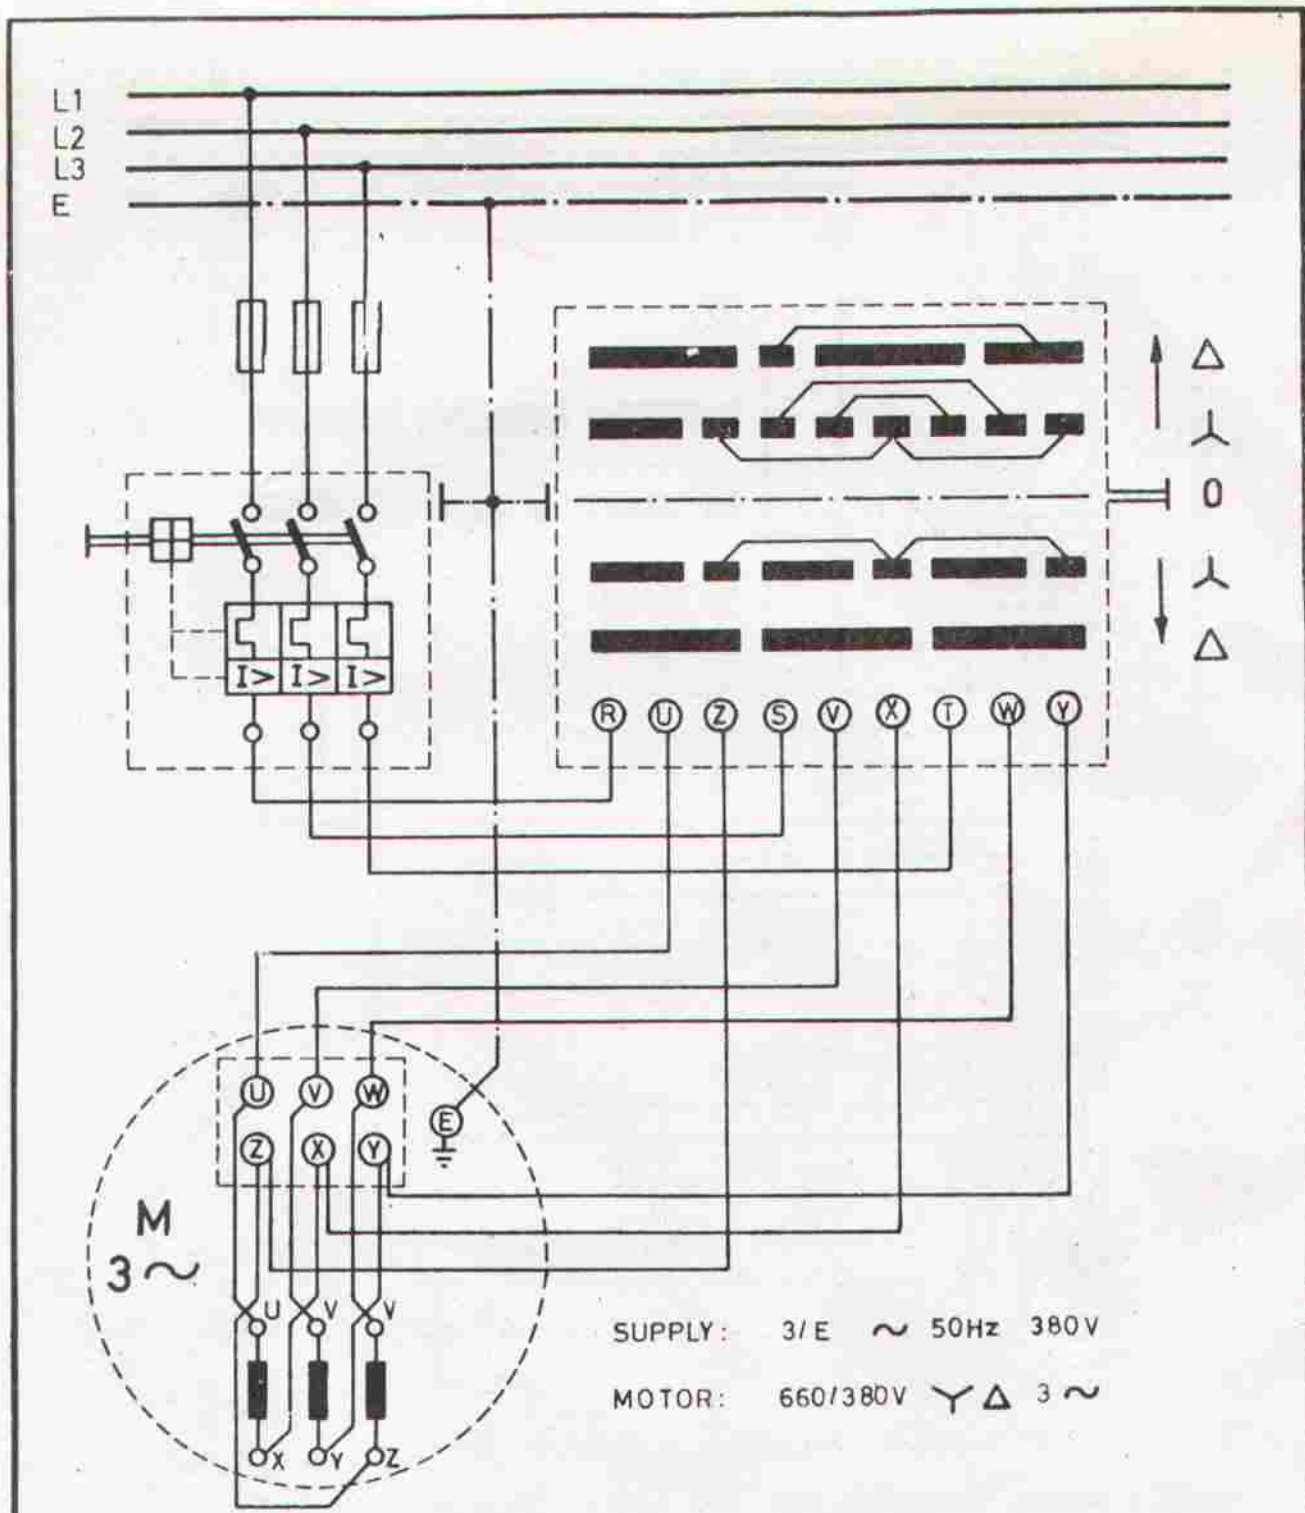 L1
L2
L3
E
△
0
△
I> I> I>
R U Z S V X T W Y
U V W
E
Z X Y
M
3 ~
U V V
SUPPLY: 3/E ~ 50Hz 380V
MOTOR: 660/380V Y △ 3 ~
X Y Z